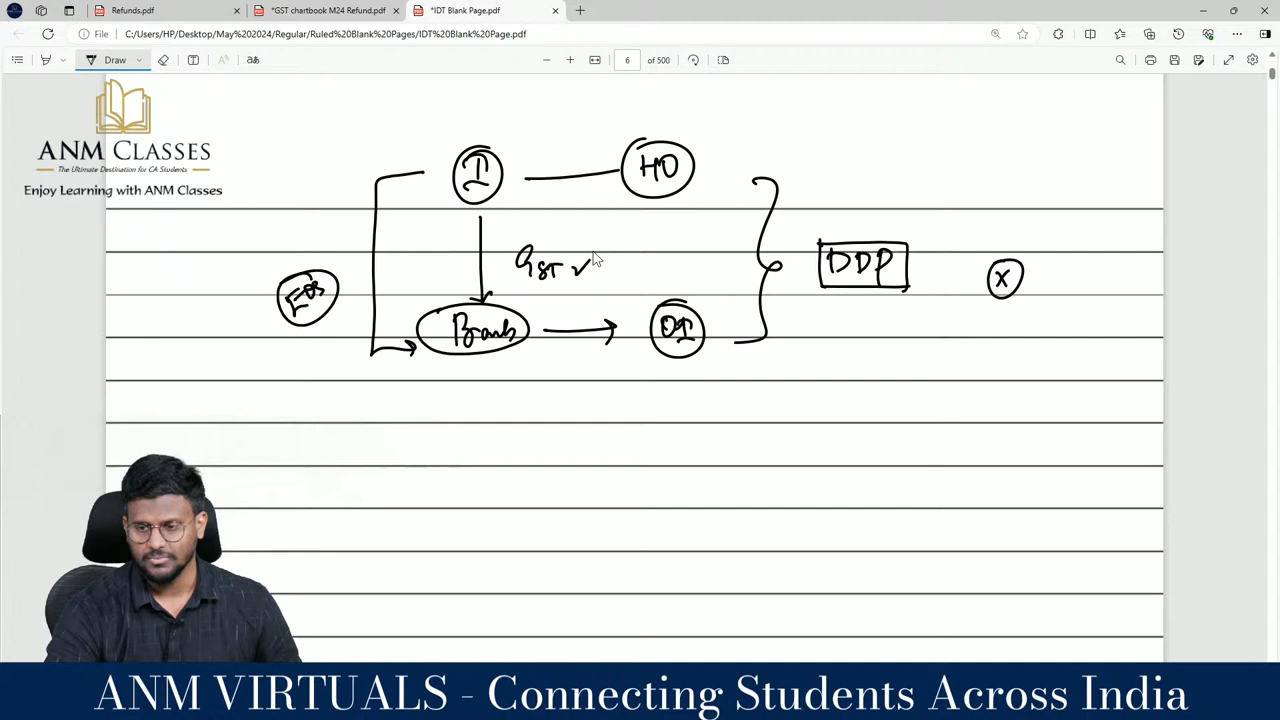 Refunds.pdf
*GST chartbook M24 Refund.pdf
*IDT Blank Page.pdf
File
C:/Users/HP/Desktop/May%202024/Regular/Ruled%20Blank%20Pages/IDT%20Blank%20Page.pdf
Draw
6 of 500
ANM CLASSES
The Ultimate Destination for CA Students
Enjoy Learning with ANM Classes
I
HO
GST ✓
DDP
X
Branch
OI
ANM VIRTUALS - Connecting Students Across India